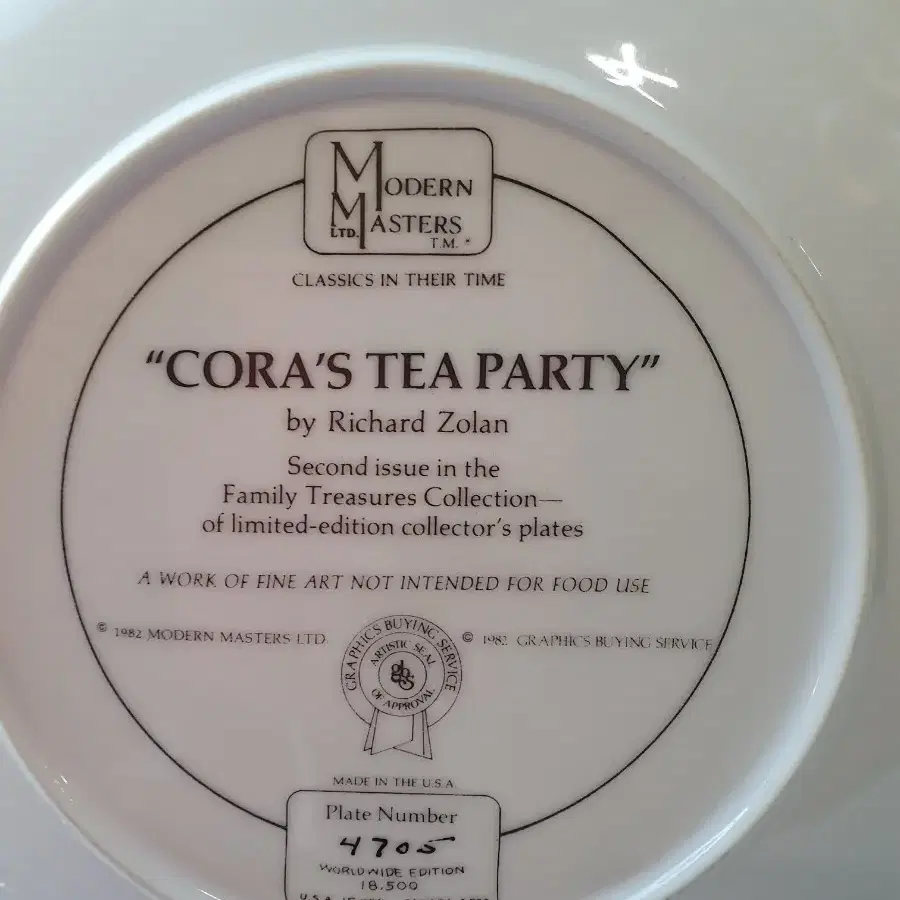 MODERN
MASTERS
LTD.
T.M.
CLASSICS IN THEIR TIME
"CORA'S TEA PARTY"
by Richard Zolan
Second issue in the
Family Treasures Collection—
of limited-edition collector's plates
A WORK OF FINE ART NOT INTENDED FOR FOOD USE
© 1982 MODERN MASTERS LTD.
GRAPHICS BUYING SERVICE
ARTISTIC SEAL
gbs
OF APPROVAL
© 1982 GRAPHICS BUYING SERVICE
MADE IN THE U.S.A.
Plate Number
4705
WORLDWIDE EDITION
18,500